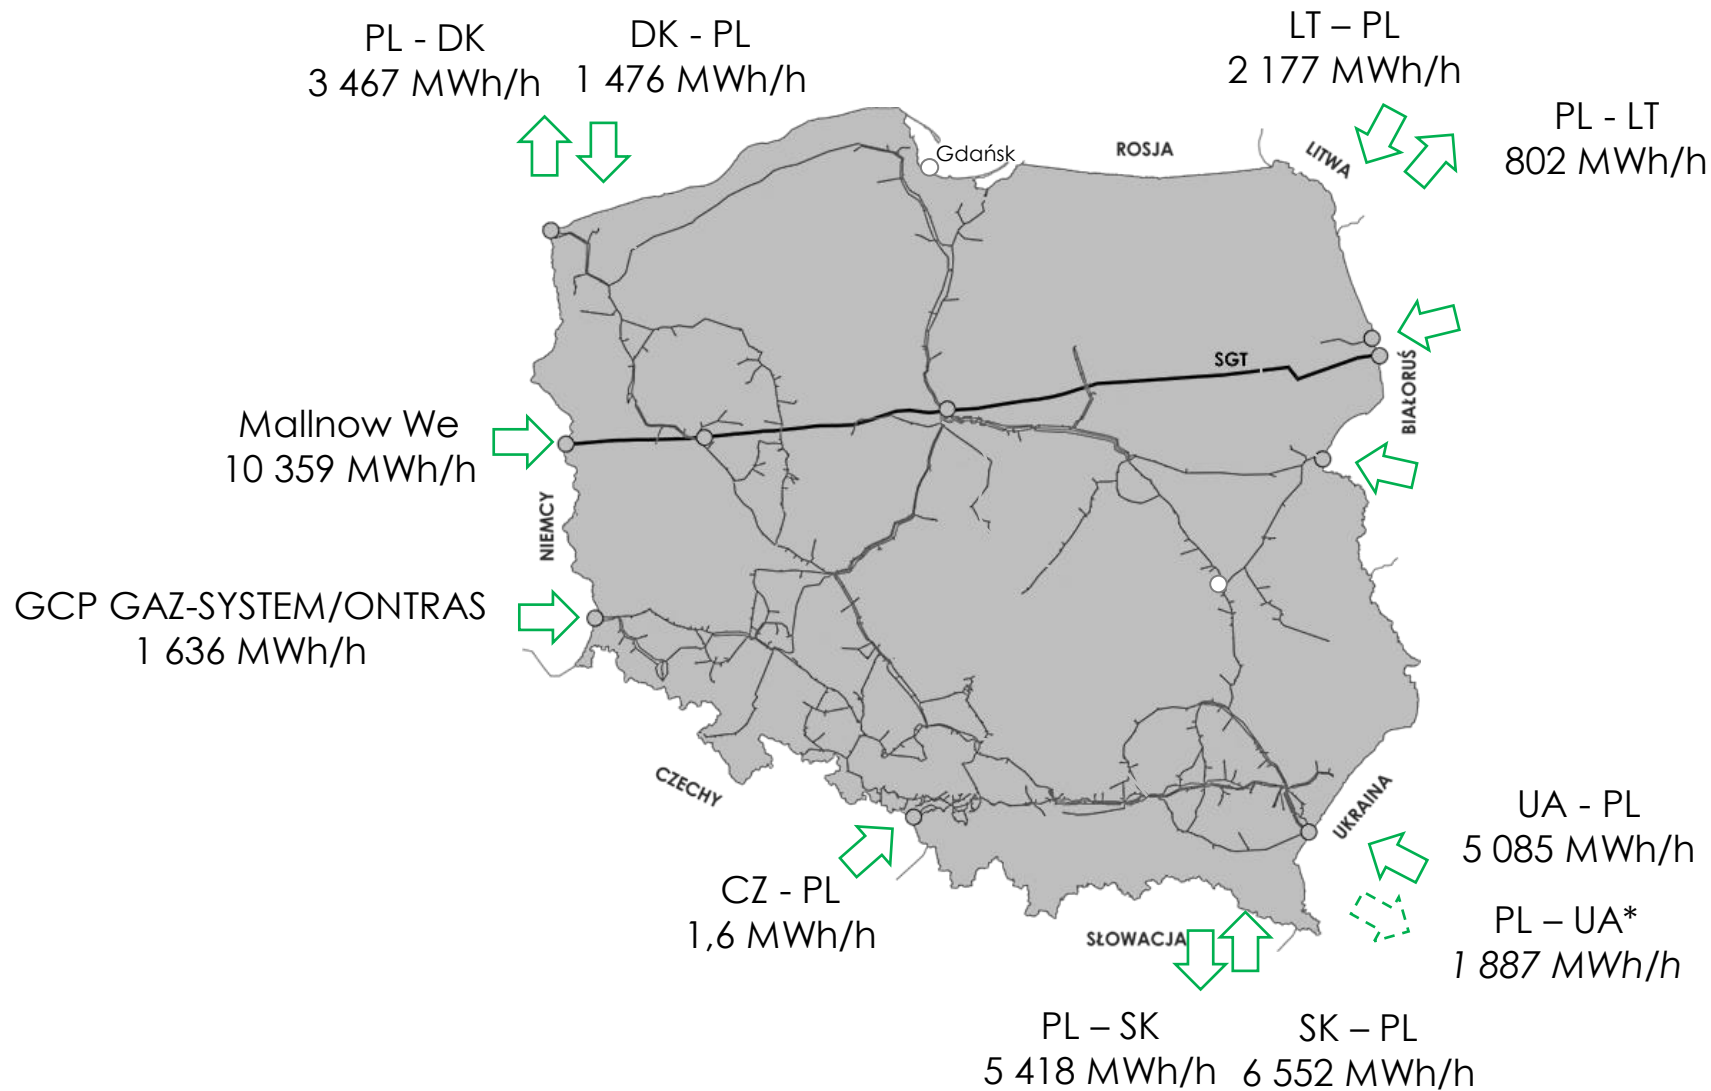 PL - DK
3 467 MWh/h
DK - PL
1 476 MWh/h
LT – PL
2 177 MWh/h
PL - LT
802 MWh/h
Gdańsk
ROSJA
LITWA
SGT
BIAŁORUŚ
Mallnow We
10 359 MWh/h
NIEMCY
GCP GAZ-SYSTEM/ONTRAS
1 636 MWh/h
CZECHY
UKRAINA
UA - PL
5 085 MWh/h
CZ - PL
1,6 MWh/h
PL – UA*
1 887 MWh/h
SŁOWACJA
PL – SK
5 418 MWh/h
SK – PL
6 552 MWh/h